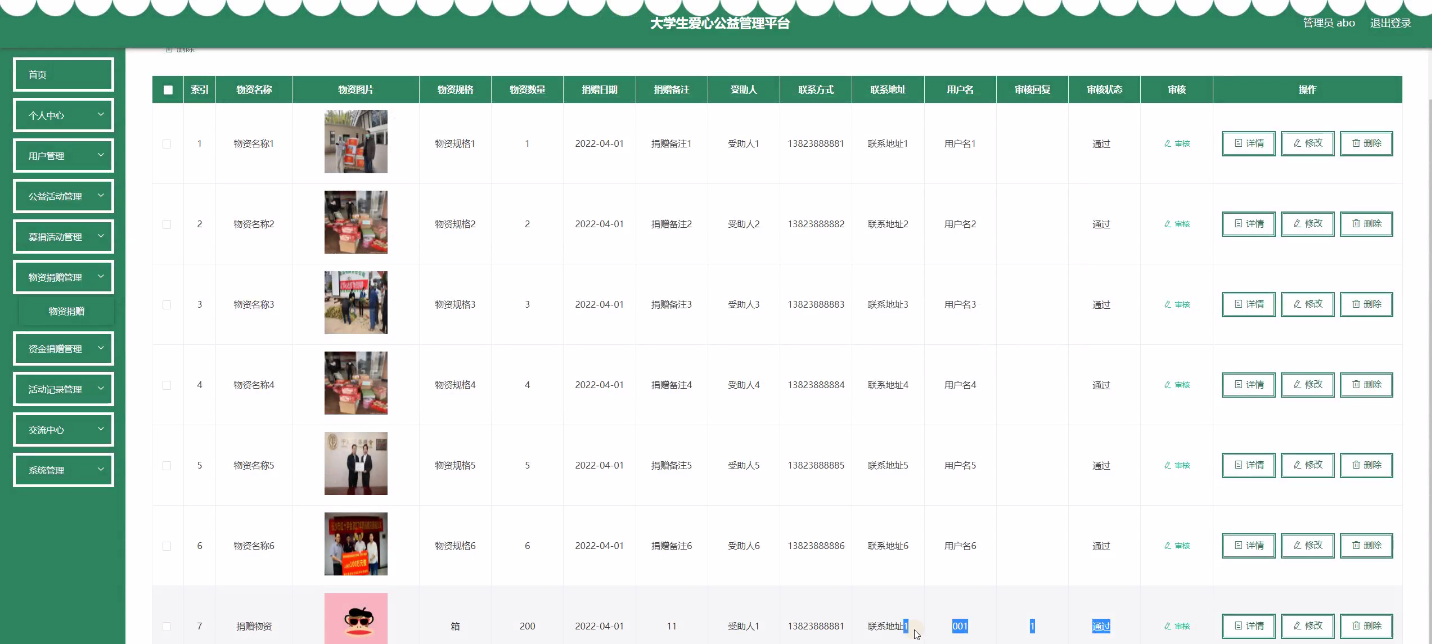 大学生爱心公益管理平台
管理员 abo 退出登录
首页
个人中心
用户管理
公益活动管理
募捐活动管理
物资捐赠管理
物资捐赠
资金捐赠管理
活动记录管理
交流中心
系统管理
删除
索引 物资名称 物资图片 物资规格 物资数量 捐赠日期 捐赠备注 受助人 联系方式 联系地址 用户名 审核回复 审核状态 审核 操作
1 物资名称1 物资规格1 1 2022-04-01 捐赠备注1 受助人1 13823888881 联系地址1 用户名1 通过 审核 详情 修改 删除
2 物资名称2 物资规格2 2 2022-04-01 捐赠备注2 受助人2 13823888882 联系地址2 用户名2 通过 审核 详情 修改 删除
3 物资名称3 物资规格3 3 2022-04-01 捐赠备注3 受助人3 13823888883 联系地址3 用户名3 通过 审核 详情 修改 删除
4 物资名称4 物资规格4 4 2022-04-01 捐赠备注4 受助人4 13823888884 联系地址4 用户名4 通过 审核 详情 修改 删除
5 物资名称5 物资规格5 5 2022-04-01 捐赠备注5 受助人5 13823888885 联系地址5 用户名5 通过 审核 详情 修改 删除
6 物资名称6 物资规格6 6 2022-04-01 捐赠备注6 受助人6 13823888886 联系地址6 用户名6 通过 审核 详情 修改 删除
7 捐赠物资 箱 200 2022-04-01 11 受助人1 13823888881 联系地址1 001 1 通过 审核 详情 修改 删除